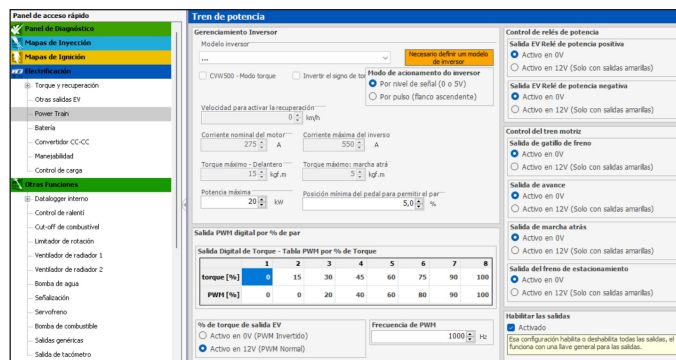 Panel de acceso rápido
Panel de Diagnóstico
Mapas de Inyección
Mapas de Ignición
Electrificación
Torque y recuperación
Otras salidas EV
Power Train
Batería
Convertidor CC-CC
Manejabilidad
Control de carga
Otras Funciones
Datalogger interno
Control de ralentí
Cut-off de combustível
Limitador de rotación
Ventilador de radiador 1
Ventilador de radiador 2
Bomba de agua
Señalización
Servofreno
Bomba de combustible
Salidas genéricas
Salida de tacómetro
Tren de potencia
Gerenciamiento Inversor
Modelo inversor
...
Necesario definir um modelo
de inversor
CVW500 - Modo torque
Invertir el signo de tor
Modo de acionamento do inversor
Por nivel de señal (0 o 5V)
Por pulso (flanco ascendente)
Velocidad para activar la recuperación
0 km/h
Corriente nominal del motor
275 A
Corriente máxima del inverso
550 A
Torque máximo - Delantero
15 kgf.m
Torque máximo: marcha atrá
5 kgf.m
Potencia máxima
20 kW
Posición mínima del pedal para permitir el par
5,0 %
Salida PWM digital por % de par
Salida Digital de Torque - Tabla PWM por % de Torque
1 2 3 4 5 6 7 8
torque [%] 0 15 30 45 60 75 90 100
PWM [%] 0 0 20 40 60 80 90 100
% de torque de salida EV
Activo en 0V (PWM Invertido)
Activo en 12V (PWM Normal)
Frecuencia de PWM
1000 Hz
Control de relés de potencia
Salida EV Relé de potencia positiva
Activo en 0V
Activo en 12V (Solo con salidas amarillas)
Salida EV Relé de potencia negativa
Activo en 0V
Activo en 12V (Solo con salidas amarillas)
Control del tren motriz
Salida de gatillo de freno
Activo en 0V
Activo en 12V (Solo con salidas amarillas)
Salida de avance
Activo en 0V
Activo en 12V (Solo con salidas amarillas)
Salida de marcha atrás
Activo en 0V
Activo en 12V (Solo con salidas amarillas)
Salida del freno de estacionamiento
Activo en 0V
Activo en 12V (Solo con salidas amarillas)
Habilitar las salidas
Activado
Esa configuración habilita o deshabilita todas las salidas, el
funciona con una llave general para las salidas.